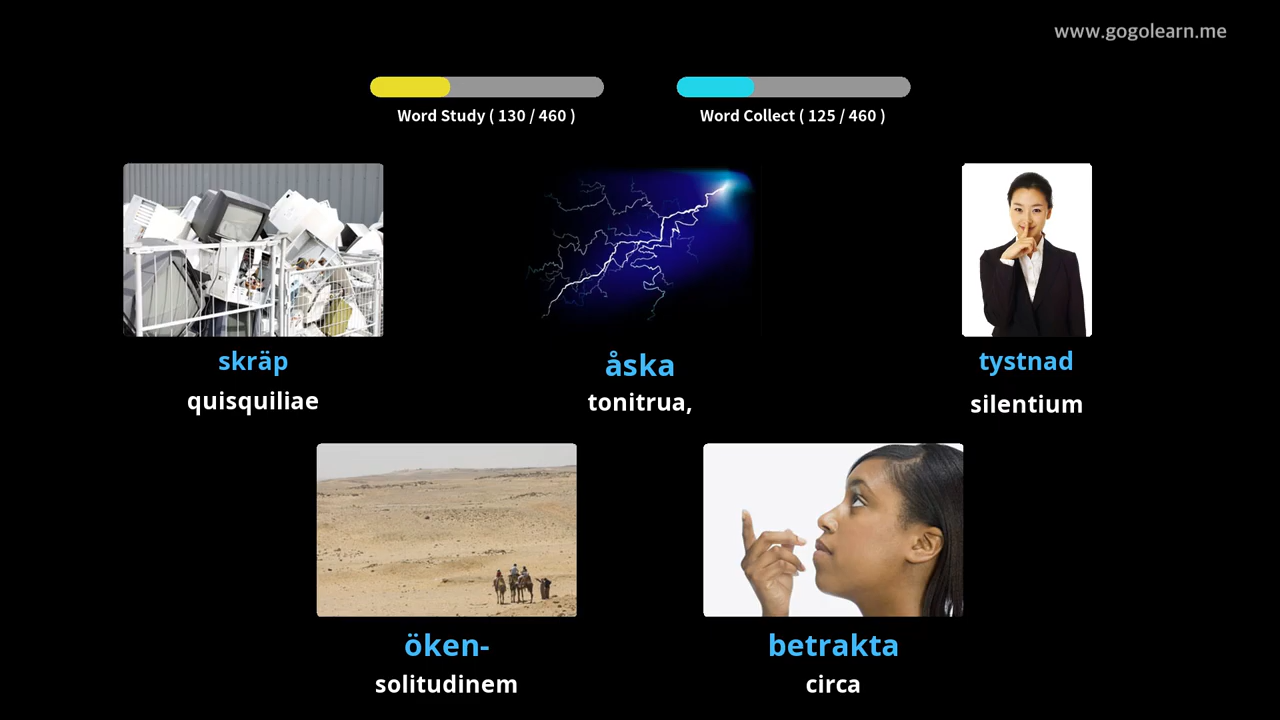 www.gogolearn.me
Word Study ( 130 / 460 )
Word Collect ( 125 / 460 )
skräp
quisquiliae
åska
tonitrua,
tystnad
silentium
öken-
solitudinem
betrakta
circa